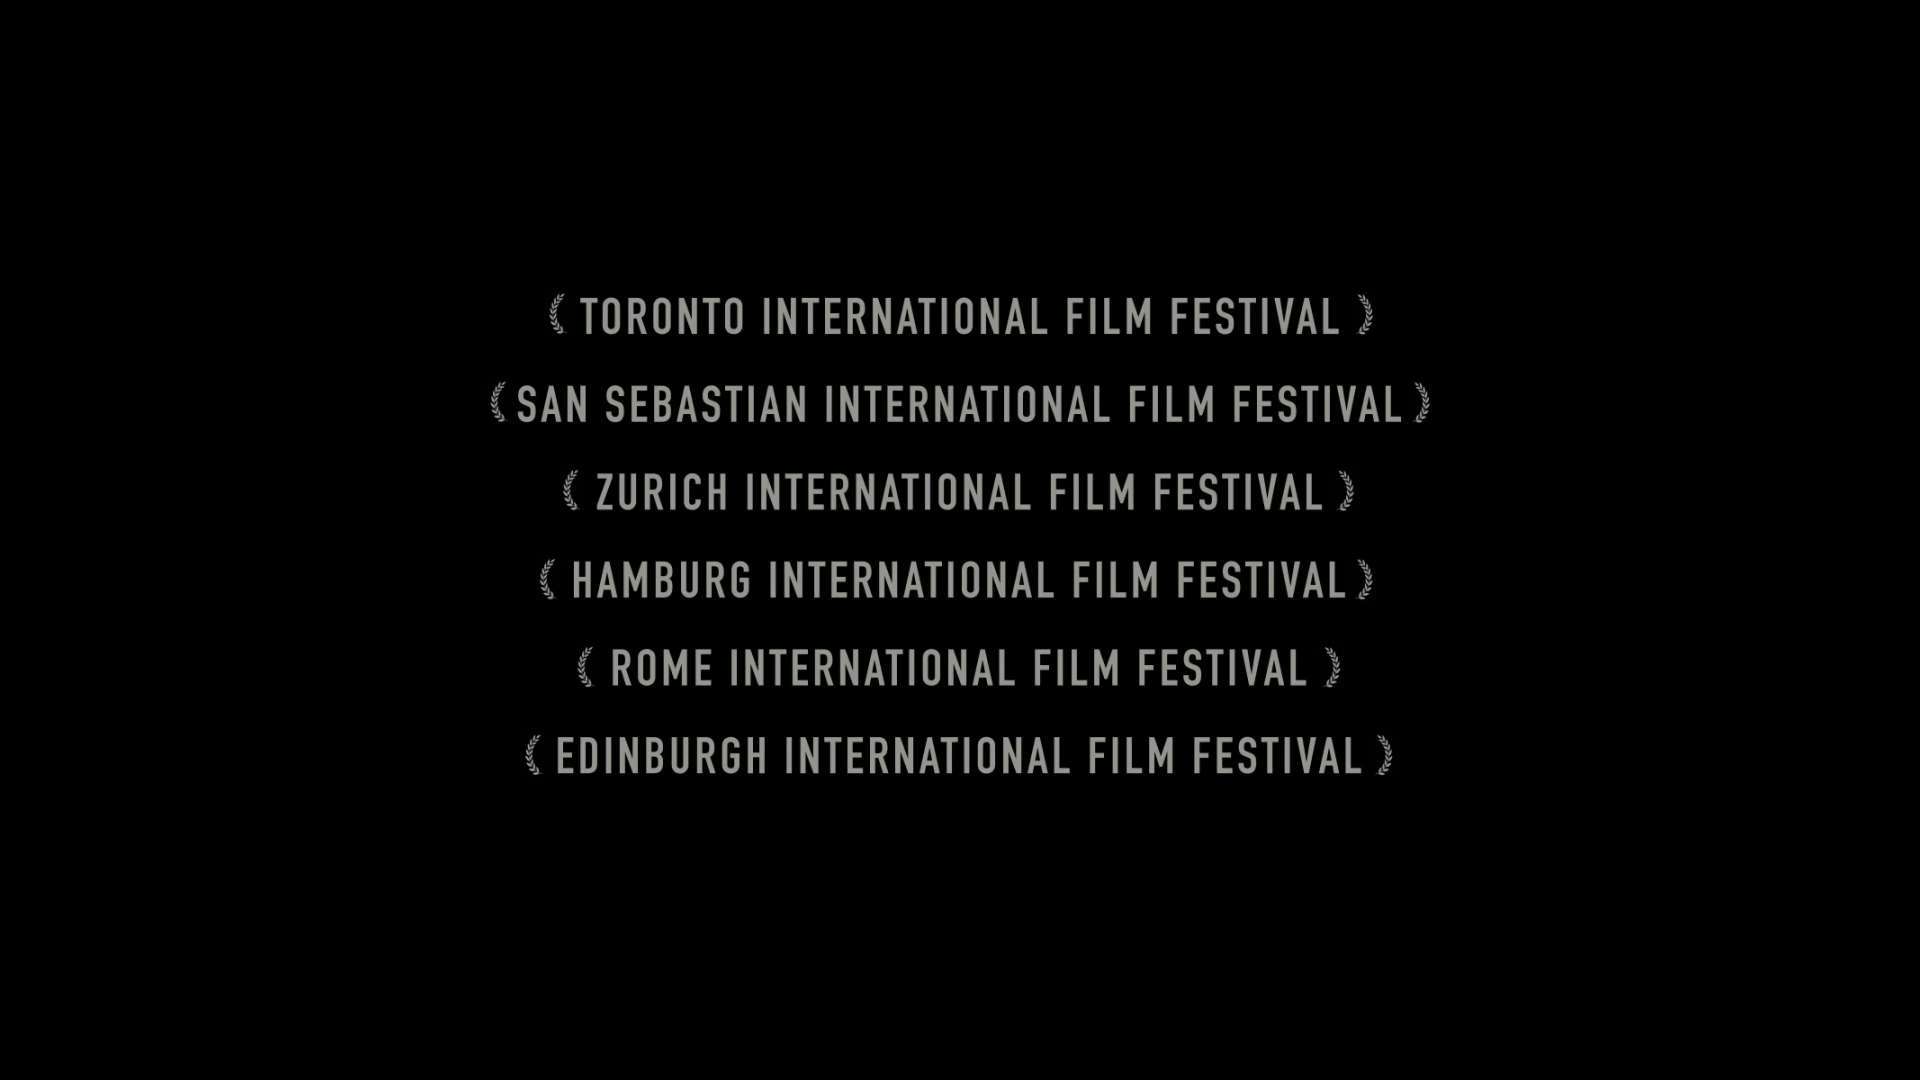 TORONTO INTERNATIONAL FILM FESTIVAL
SAN SEBASTIAN INTERNATIONAL FILM FESTIVAL
ZURICH INTERNATIONAL FILM FESTIVAL
HAMBURG INTERNATIONAL FILM FESTIVAL
ROME INTERNATIONAL FILM FESTIVAL
EDINBURGH INTERNATIONAL FILM FESTIVAL